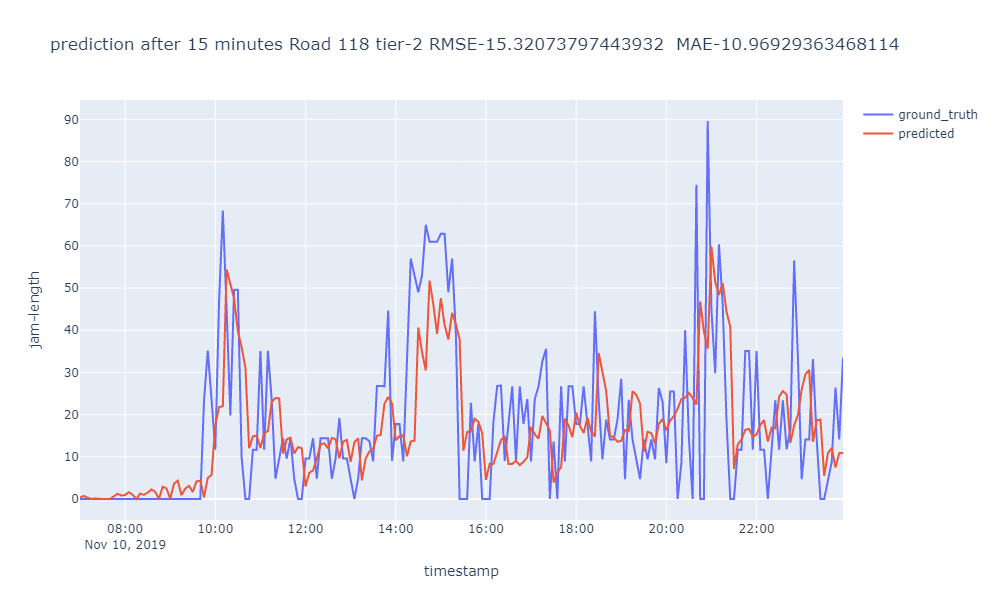 prediction after 15 minutes Road 118 tier-2 RMSE-15.32073797443932  MAE-10.96929363468114
ground_truth
predicted
90
80
70
60
50
40
30
20
10
0
jam-length
08:00 10:00 12:00 14:00 16:00 18:00 20:00 22:00
Nov 10, 2019
timestamp